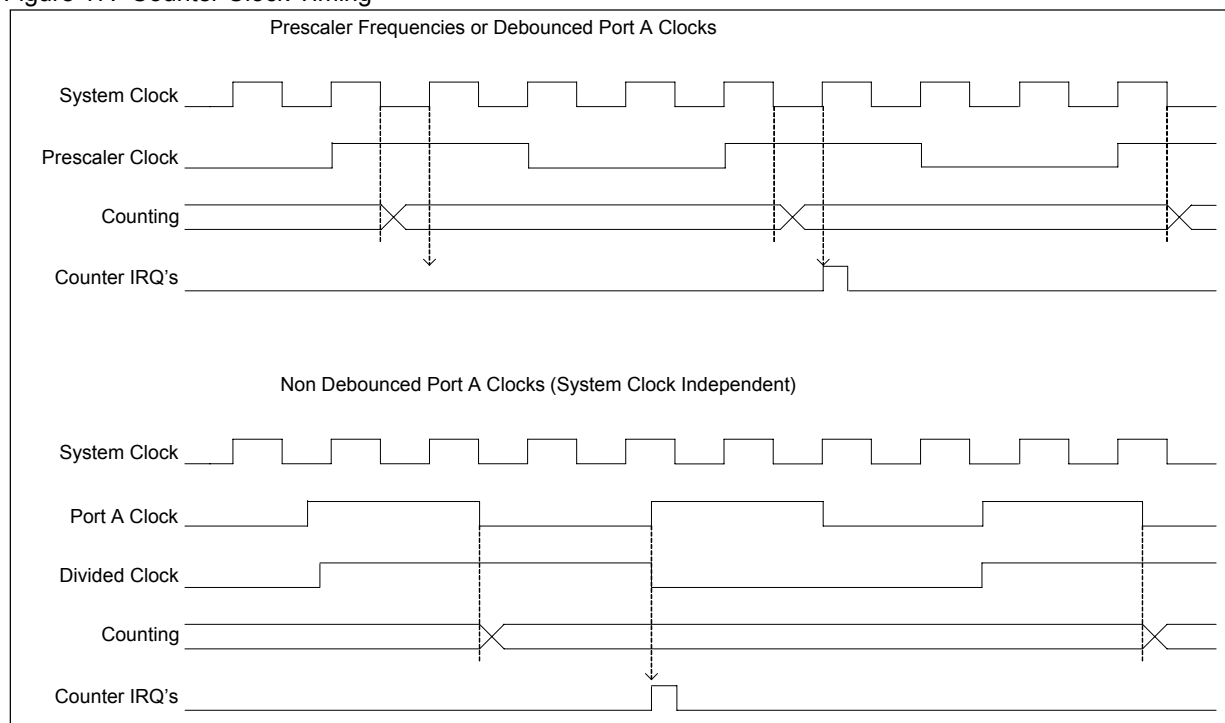 Prescaler Frequencies or Debounced Port A Clocks
System Clock
Prescaler Clock
Counting
Counter IRQ's
Non Debounced Port A Clocks (System Clock Independent)
System Clock
Port A Clock
Divided Clock
Counting
Counter IRQ's